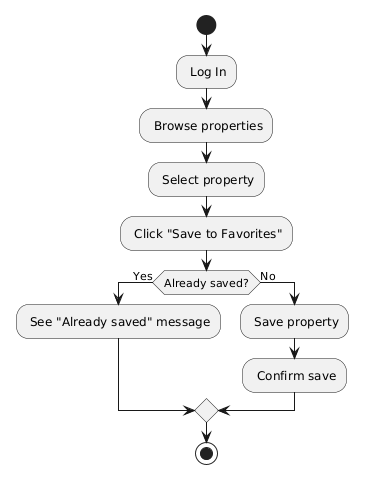 Log In
Browse properties
Select property
Click "Save to Favorites"
Already saved?
Yes
No
See "Already saved" message
Save property
Confirm save